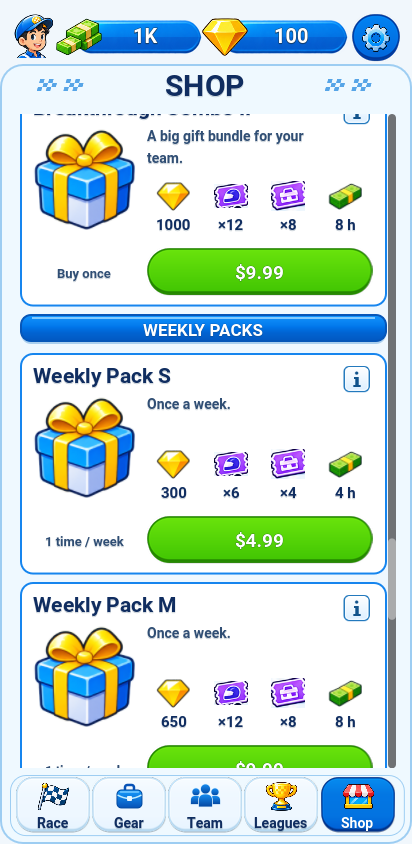 1K
100
SHOP
A big gift bundle for your
team.
1000 ×12 ×8 8 h
Buy once
$9.99
WEEKLY PACKS
Weekly Pack S
Once a week.
300 ×6 ×4 4 h
1 time / week
$4.99
Weekly Pack M
Once a week.
650 ×12 ×8 8 h
Race Gear Team Leagues Shop